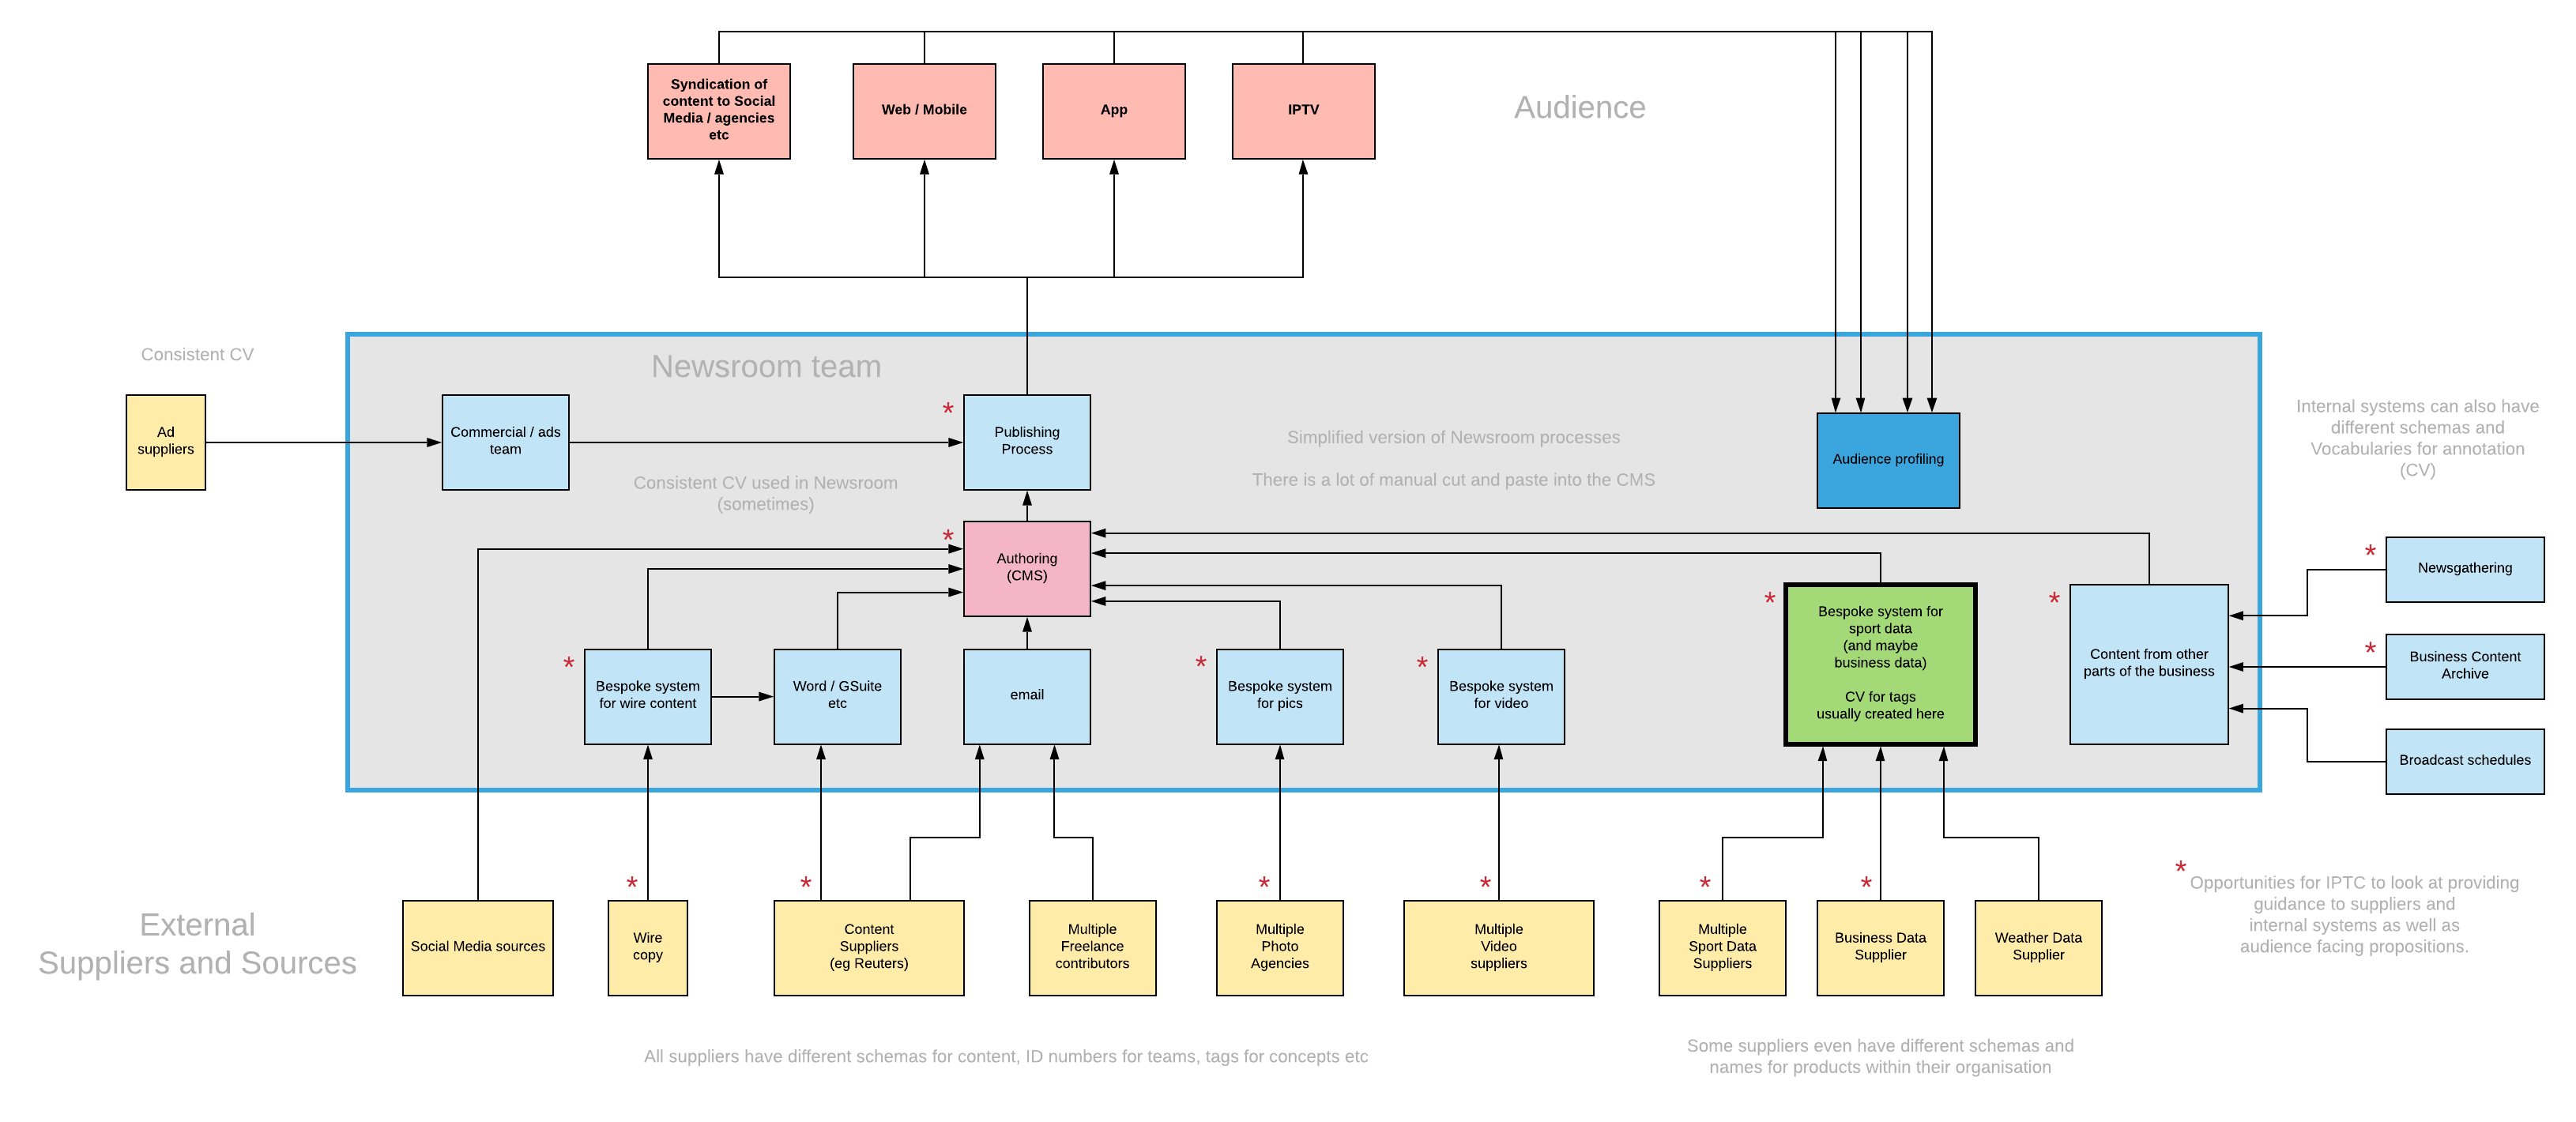 Syndication of
content to Social
Media / agencies
etc
Web / Mobile
App
IPTV
Audience
Consistent CV
Newsroom team
Ad
suppliers
Commercial / ads
team
*
Publishing
Process
Consistent CV used in Newsroom
(sometimes)
Simplified version of Newsroom processes
There is a lot of manual cut and paste into the CMS
Audience profiling
Internal systems can also have
different schemas and
Vocabularies for annotation
(CV)
*
Authoring
(CMS)
*
Bespoke system
for wire content
Word / GSuite
etc
email
*
Bespoke system
for pics
*
Bespoke system
for video
*
Bespoke system for
sport data
(and maybe
business data)
CV for tags
usually created here
*
Content from other
parts of the business
*
Newsgathering
*
Business Content
Archive
Broadcast schedules
External
Suppliers and Sources
Social Media sources
*
Wire
copy
*
Content
Suppliers
(eg Reuters)
Multiple
Freelance
contributors
*
Multiple
Photo
Agencies
*
Multiple
Video
suppliers
*
Multiple
Sport Data
Suppliers
*
Business Data
Supplier
Weather Data
Supplier
*
Opportunities for IPTC to look at providing
guidance to suppliers and
internal systems as well as
audience facing propositions.
All suppliers have different schemas for content, ID numbers for teams, tags for concepts etc
Some suppliers even have different schemas and
names for products within their organisation